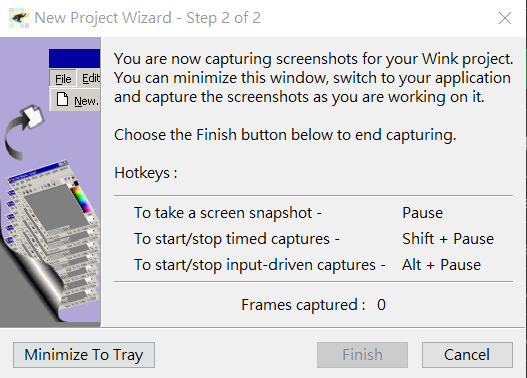 New Project Wizard - Step 2 of 2
File Edit
New.
You are now capturing screenshots for your Wink project.
You can minimize this window, switch to your application
and capture the screenshots as you are working on it.
Choose the Finish button below to end capturing.
Hotkeys :
To take a screen snapshot - Pause
To start/stop timed captures - Shift + Pause
To start/stop input-driven captures - Alt + Pause
Frames captured : 0
Minimize To Tray Finish Cancel